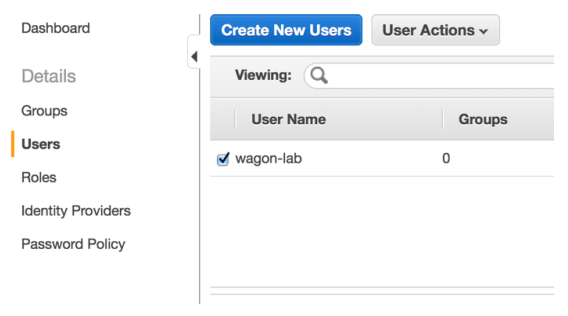 Dashboard
Details
Groups
Users
Roles
Identity Providers
Password Policy
Create New Users
User Actions
Viewing:
User Name Groups
wagon-lab 0